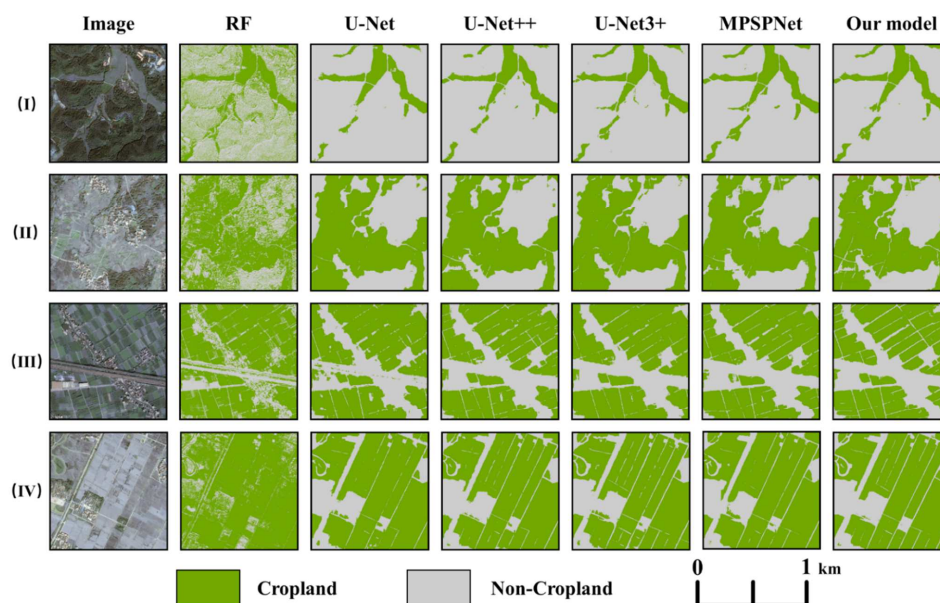 Image RF U-Net U-Net++ U-Net3+ MPSPNet Our model
(I)
(II)
(III)
(IV)
Cropland Non-Cropland 0 1 km